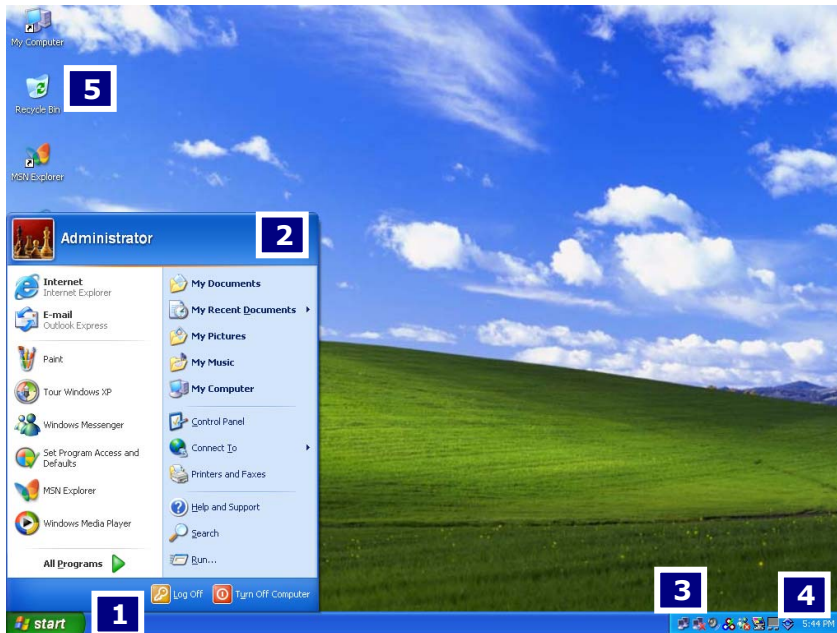 My Computer
5
Recycle Bin
MSN Explorer
Administrator
2
Internet
Internet Explorer
E-mail
Outlook Express
Paint
Tour Windows XP
Windows Messenger
Set Program Access and
Defaults
MSN Explorer
Windows Media Player
All Programs
My Documents
My Recent Documents
My Pictures
My Music
My Computer
Control Panel
Connect To
Printers and Faxes
Help and Support
Search
Run...
Log Off
Turn Off Computer
start
1
3
4
5:44 PM